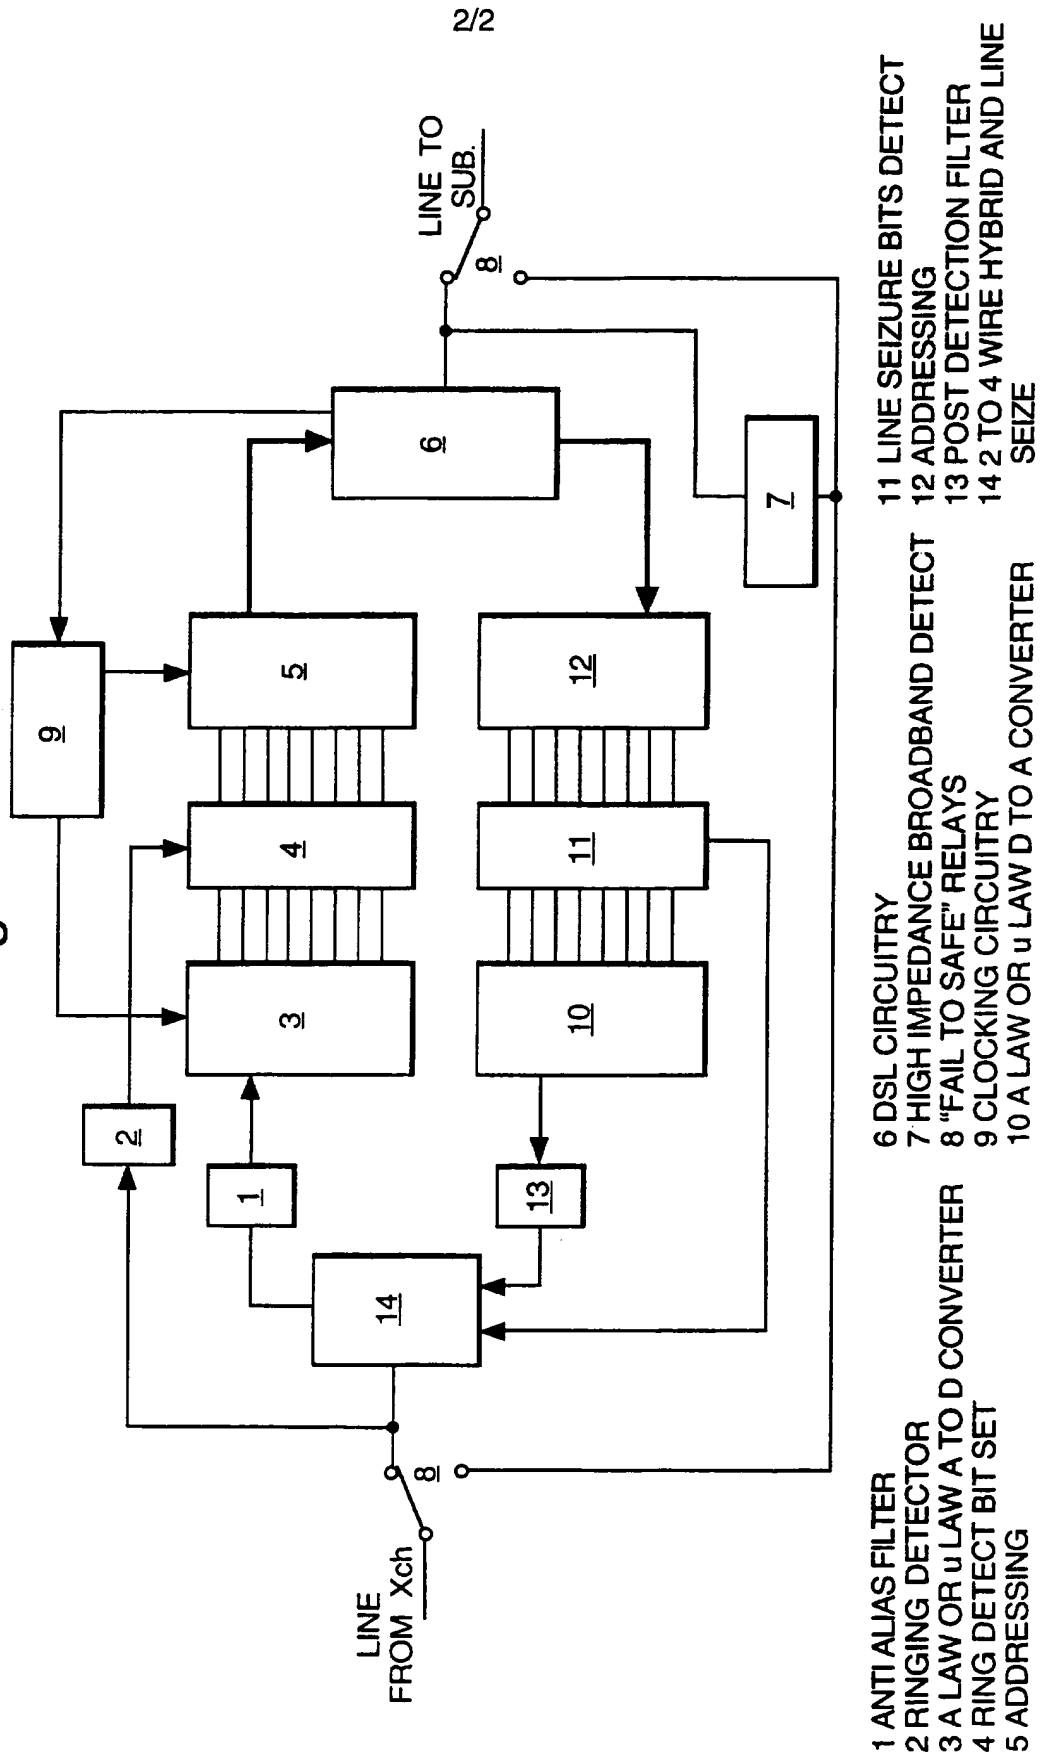 2/2
LINE
FROM Xch
8
14
1
2
3
4
5
9
6
13
10
11
12
7
8
LINE TO
SUB.
1 ANTI ALIAS FILTER
2 RINGING DETECTOR
3 A LAW OR u LAW A TO D CONVERTER
4 RING DETECT BIT SET
5 ADDRESSING
6 DSL CIRCUITRY
7 HIGH IMPEDANCE BROADBAND DETECT
8 "FAIL TO SAFE" RELAYS
9 CLOCKING CIRCUITRY
10 A LAW OR u LAW D TO A CONVERTER
11 LINE SEIZURE BITS DETECT
12 ADDRESSING
13 POST DETECTION FILTER
14 2 TO 4 WIRE HYBRID AND LINE
SEIZE